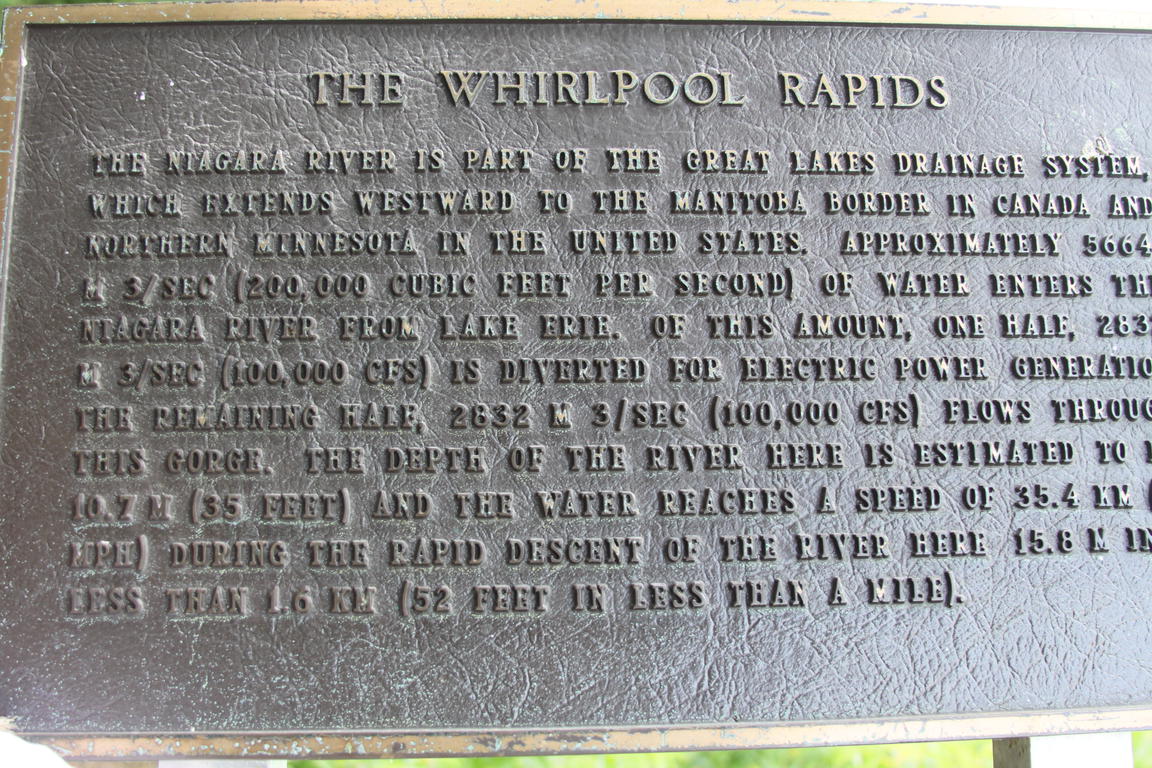 THE WHIRLPOOL RAPIDS
THE NIAGARA RIVER IS PART OF THE GREAT LAKES DRAINAGE SYSTEM,
WHICH EXTENDS WESTWARD TO THE MANITOBA BORDER IN CANADA AND
NORTHERN MINNESOTA IN THE UNITED STATES. APPROXIMATELY 5664
M 3/SEC (200,000 CUBIC FEET PER SECOND) OF WATER ENTERS TH
NIAGARA RIVER FROM LAKE ERIE. OF THIS AMOUNT, ONE HALF, 283
M 3/SEC (100,000 CFS) IS DIVERTED FOR ELECTRIC POWER GENERATIO
THE REMAINING HALF, 2832 M 3/SEC (100,000 CFS) FLOWS THROUG
THIS GORGE. THE DEPTH OF THE RIVER HERE IS ESTIMATED TO
10.7 M (35 FEET) AND THE WATER REACHES A SPEED OF 35.4 KM (
MPH) DURING THE RAPID DESCENT OF THE RIVER HERE 15.8 M IN
LESS THAN 1.6 KM (52 FEET IN LESS THAN A MILE).